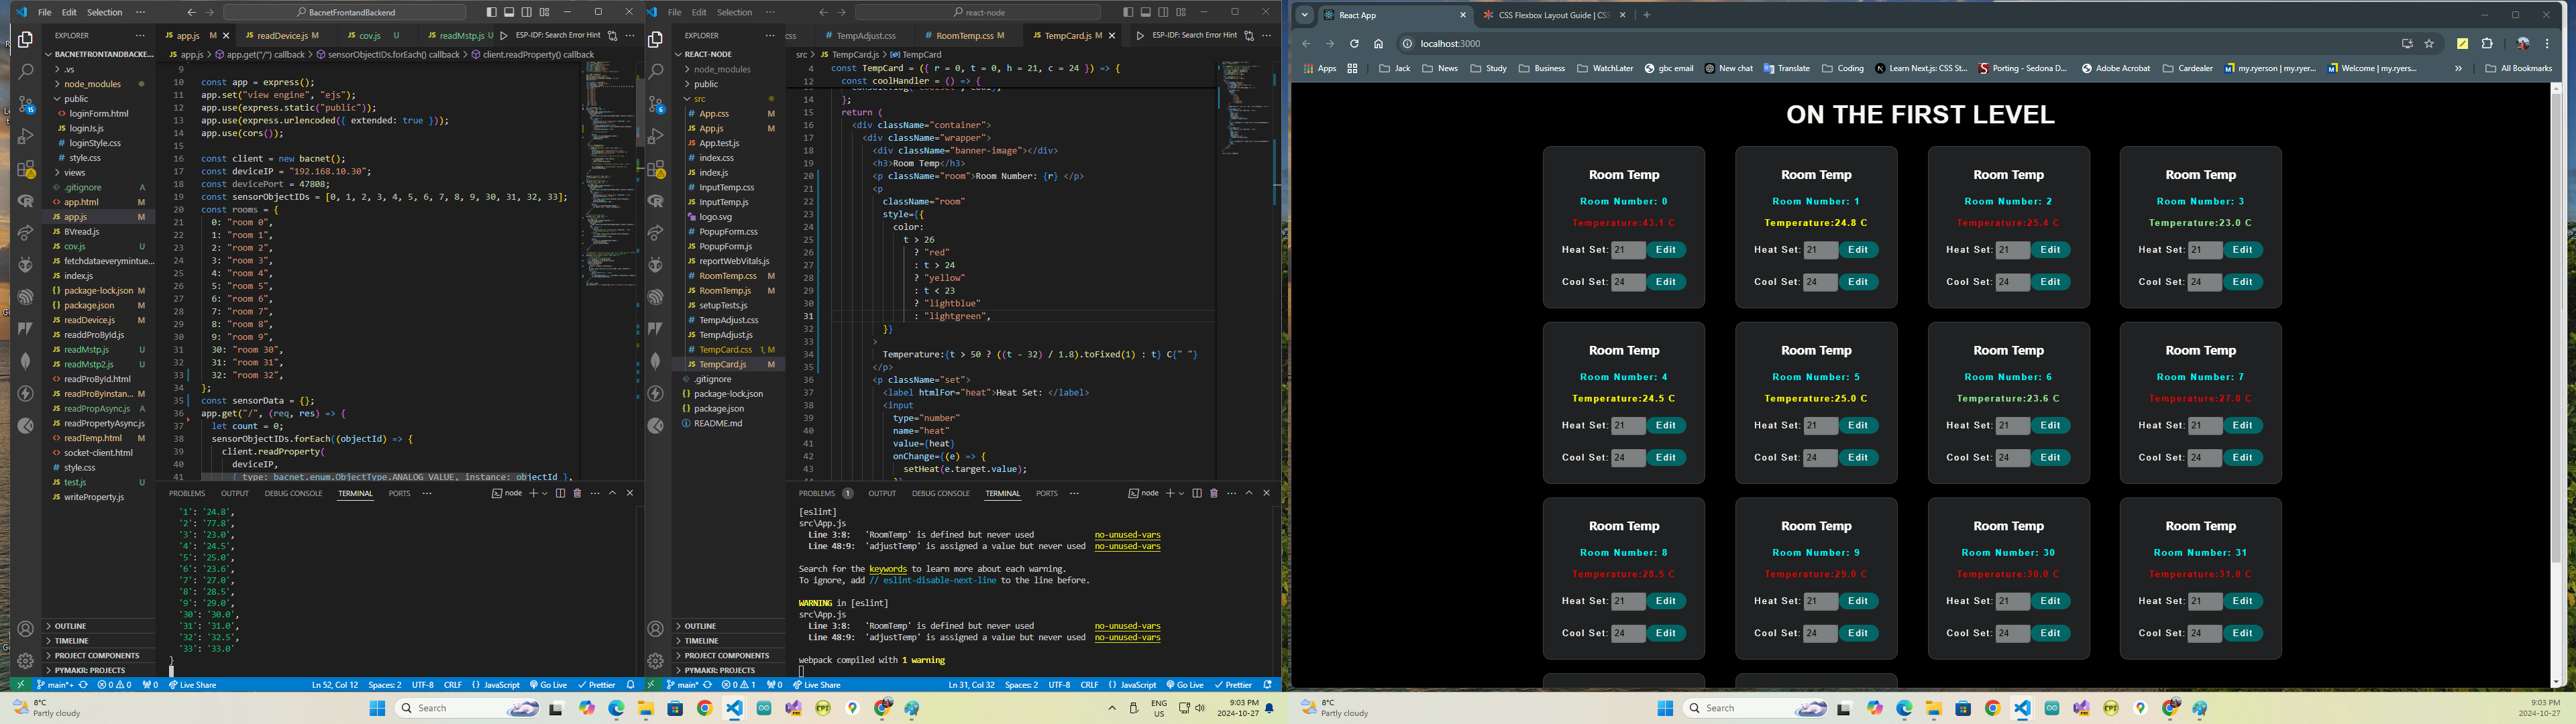 File Edit Selection ··· BacnetFrontandBackend
EXPLORER ···
BACNETFRONTANDBACKE...
.vs
node_modules
public
loginForm.html
loginJs.js
loginStyle.css
style.css
views
.gitignore A
app.html M
app.js M
BVread.js
cov.js U
fetchdataeverymintue...
index.js
package-lock.json M
package.json M
readDevice.js M
readdProById.js
readMstp.js U
readMstp2.js U
readProById.html
readProByInstan... M
readPropAsync.js A
readPropertyAsync.js
readTemp.html M
socket-client.html
style.css
test.js U
writeProperty.js
OUTLINE
TIMELINE
PROJECT COMPONENTS
PYMAKR: PROJECTS
app.js M readDevice.js M cov.js U readMstp.js U ESP-IDF: Search Error Hint
app.js > app.get("/") callback > sensorObjectIDs.forEach() callback > client.readProperty() callback
9
10 const app = express();
11 app.set("view engine", "ejs");
12 app.use(express.static("public"));
13 app.use(express.urlencoded({ extended: true }));
14 app.use(cors());
15
16 const client = new bacnet();
17 const deviceIP = "192.168.10.30";
18 const devicePort = 47808;
19 const sensorObjectIDs = [0, 1, 2, 3, 4, 5, 6, 7, 8, 9, 30, 31, 32, 33];
20 const rooms = {
21 0: "room 0",
22 1: "room 1",
23 2: "room 2",
24 3: "room 3",
25 4: "room 4",
26 5: "room 5",
27 6: "room 6",
28 7: "room 7",
29 8: "room 8",
30 9: "room 9",
31 30: "room 30",
32 31: "room 31",
33 32: "room 32",
34 };
35 const sensorData = {};
36 app.get("/", (req, res) => {
37 let count = 0;
38 sensorObjectIDs.forEach((objectId) => {
39 client.readProperty(
40 deviceIP,
41 { type: bacnet.enum.ObjectType.ANALOG_VALUE, instance: objectId },
PROBLEMS OUTPUT DEBUG CONSOLE TERMINAL PORTS ··· node
'1': '24.8',
'2': '77.8',
'3': '23.0',
'4': '24.5',
'5': '25.0',
'6': '23.6',
'7': '27.0',
'8': '28.5',
'9': '29.0',
'30': '30.0',
'31': '31.0',
'32': '32.5',
'33': '33.0'
}
main*+ 0 0 0 Live Share Ln 52, Col 12 Spaces: 2 UTF-8 CRLF {} JavaScript Go Live Prettier
File Edit Selection ··· react-node
EXPLORER ···
REACT-NODE
node_modules
public
src
App.css M
App.js M
App.test.js
index.css
index.js
InputTemp.css
InputTemp.js
logo.svg
PopupForm.css
PopupForm.js
reportWebVitals.js
RoomTemp.css M
RoomTemp.js M
setupTests.js
TempAdjust.css
TempAdjust.js
TempCard.css 1, M
TempCard.js M
.gitignore
package-lock.json
package.json
README.md
OUTLINE
TIMELINE
PROJECT COMPONENTS
PYMAKR: PROJECTS
css TempAdjust.css RoomTemp.css M TempCard.js M ESP-IDF: Search Error Hint
src > TempCard.js > TempCard
4 const TempCard = ({ r = 0, t = 0, h = 21, c = 24 }) => {
12 const coolHandler = () => {
14 };
15 return (
16 <div className="container">
17 <div className="wrapper">
18 <div className="banner-image"></div>
19 <h3>Room Temp</h3>
20 <p className="room">Room Number: {r} </p>
21 <p
22 className="room"
23 style={{
24 color:
25 t > 26
26 ? "red"
27 : t > 24
28 ? "yellow"
29 : t < 23
30 ? "lightblue"
31 : "lightgreen",
32 }}
33 >
34 Temperature:{t > 50 ? ((t - 32) / 1.8).toFixed(1) : t} C{" "}
35 </p>
36 <p className="set">
37 <label htmlFor="heat">Heat Set: </label>
38 <input
39 type="number"
40 name="heat"
41 value={heat}
42 onChange={(e) => {
43 setHeat(e.target.value);
PROBLEMS 1 OUTPUT DEBUG CONSOLE TERMINAL PORTS ··· node
[eslint]
src\App.js
Line 3:8: 'RoomTemp' is defined but never used no-unused-vars
Line 48:9: 'adjustTemp' is assigned a value but never used no-unused-vars
Search for the keywords to learn more about each warning.
To ignore, add // eslint-disable-next-line to the line before.
WARNING in [eslint]
src\App.js
Line 3:8: 'RoomTemp' is defined but never used no-unused-vars
Line 48:9: 'adjustTemp' is assigned a value but never used no-unused-vars
webpack compiled with 1 warning
main* 0 1 0 Live Share Ln 31, Col 32 Spaces: 2 UTF-8 CRLF {} JavaScript Go Live Prettier
8°C
Partly cloudy
Search
ENG
US
9:03 PM
2024-10-27
React App CSS Flexbox Layout Guide | CSS
localhost:3000
Apps Jack News Study Business WatchLater gbc email New chat Translate Coding Learn Next.js: CSS St... Porting - Sedona D... Adobe Acrobat Cardealer my.ryerson | my.ryer... Welcome | my.ryers... All Bookmarks
ON THE FIRST LEVEL
Room Temp Room Temp Room Temp Room Temp
Room Number: 0 Room Number: 1 Room Number: 2 Room Number: 3
Temperature:43.1 C Temperature:24.8 C Temperature:25.4 C Temperature:23.0 C
Heat Set: 21 Edit Heat Set: 21 Edit Heat Set: 21 Edit Heat Set: 21 Edit
Cool Set: 24 Edit Cool Set: 24 Edit Cool Set: 24 Edit Cool Set: 24 Edit
Room Temp Room Temp Room Temp Room Temp
Room Number: 4 Room Number: 5 Room Number: 6 Room Number: 7
Temperature:24.5 C Temperature:25.0 C Temperature:23.6 C Temperature:27.0 C
Heat Set: 21 Edit Heat Set: 21 Edit Heat Set: 21 Edit Heat Set: 21 Edit
Cool Set: 24 Edit Cool Set: 24 Edit Cool Set: 24 Edit Cool Set: 24 Edit
Room Temp Room Temp Room Temp Room Temp
Room Number: 8 Room Number: 9 Room Number: 30 Room Number: 31
Temperature:28.5 C Temperature:29.0 C Temperature:30.0 C Temperature:31.0 C
Heat Set: 21 Edit Heat Set: 21 Edit Heat Set: 21 Edit Heat Set: 21 Edit
Cool Set: 24 Edit Cool Set: 24 Edit Cool Set: 24 Edit Cool Set: 24 Edit
8°C
Partly cloudy
Search
9:03 PM
2024-10-27